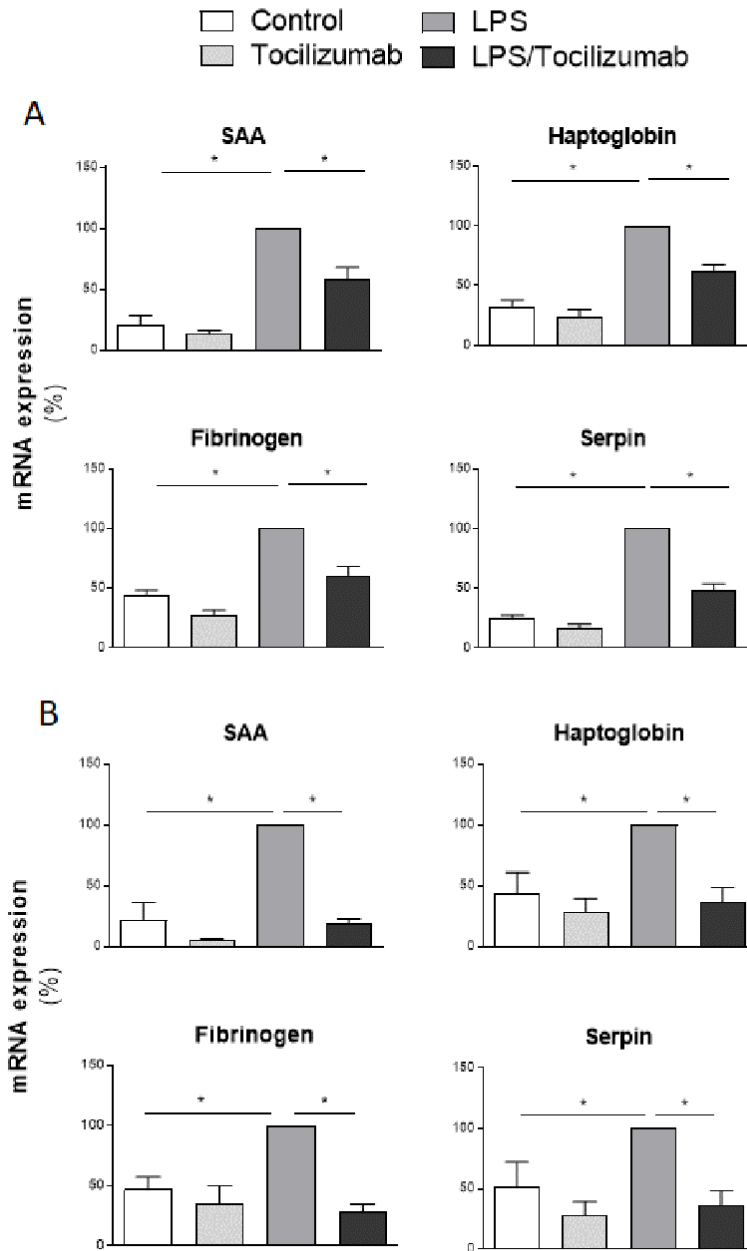 Control LPS
Tocilizumab LPS/Tocilizumab
A
SAA Haptoglobin
150 * * 150 * *
100 100
50 50
0 0
mRNA expression
(%)
Fibrinogen Serpin
150 * * 150 * *
100 100
50 50
0 0
B
SAA Haptoglobin
150 150
* * * *
100 100
50 50
0 0
mRNA expression
(%)
Fibrinogen Serpin
150 150
* * * *
100 100
50 50
0 0